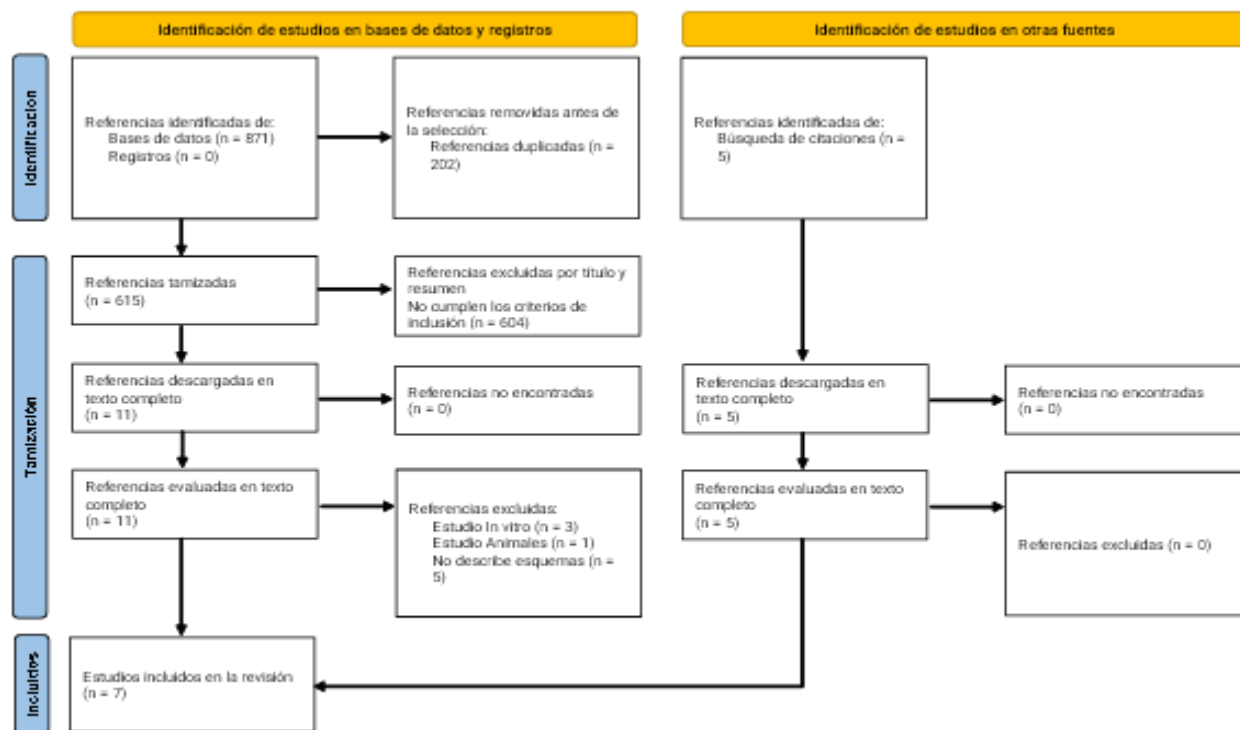 Identificación de estudios en bases de datos y registros
Identificación de estudios en otras fuentes
Identificacion
Referencias identificadas de:
Bases de datos (n = 871)
Registros (n = 0)
Referencias removidas antes de
la selección:
Referencias duplicadas (n =
202)
Referencias identificadas de:
Búsqueda de citaciones (n =
5)
Tamización
Referencias tamizadas
(n = 615)
Referencias excluidas por título y
resumen
No cumplen los criterios de
inclusión (n = 604)
Referencias descargadas en
texto completo
(n = 11)
Referencias no encontradas
(n = 0)
Referencias descargadas en
texto completo
(n = 5)
Referencias no encontradas
(n = 0)
Referencias evaluadas en texto
completo
(n = 11)
Referencias excluidas:
Estudio In vitro (n = 3)
Estudio Animales (n = 1)
No describe esquemas (n =
5)
Referencias evaluadas en texto
completo
(n = 5)
Referencias excluidas (n = 0)
Incluidos
Estudios incluidos en la revisión
(n = 7)